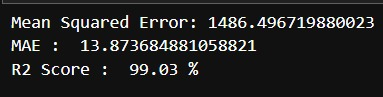 Mean Squared Error: 1486.496719880023
MAE :  13.873684881058821
R2 Score :  99.03 %